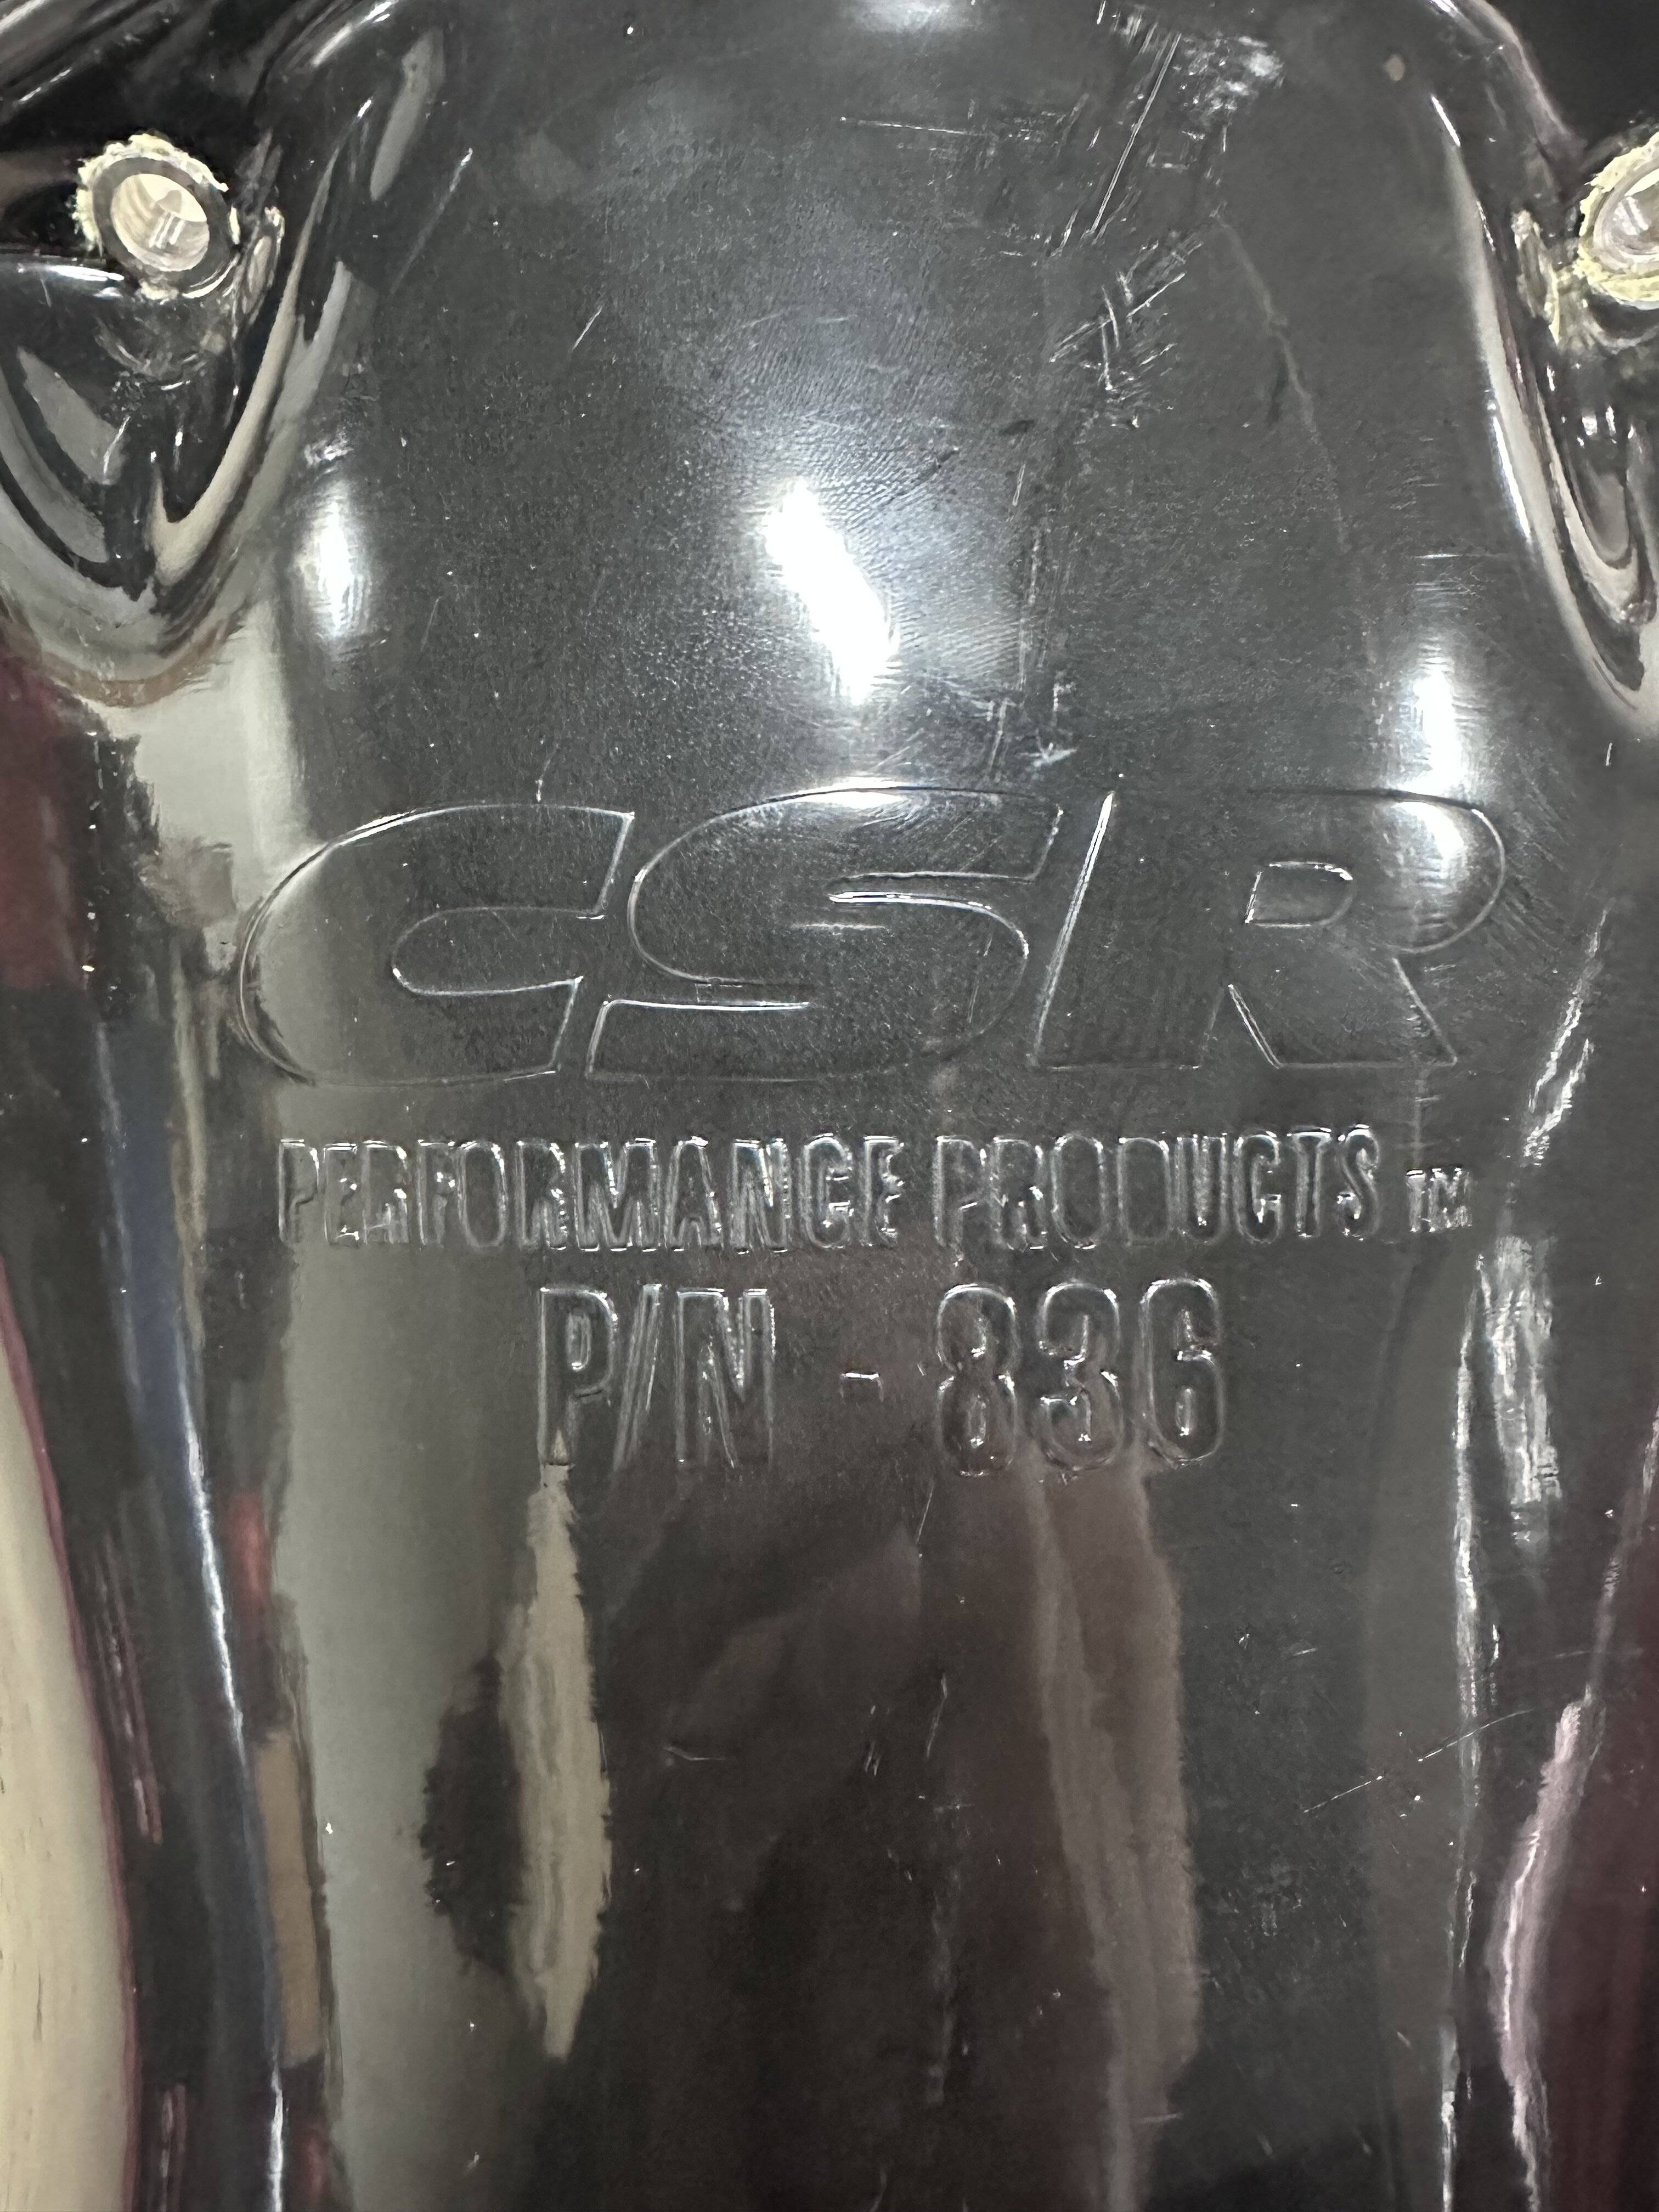 CSR
PERFORMANCE PRODUCTS ™
P/N - 836